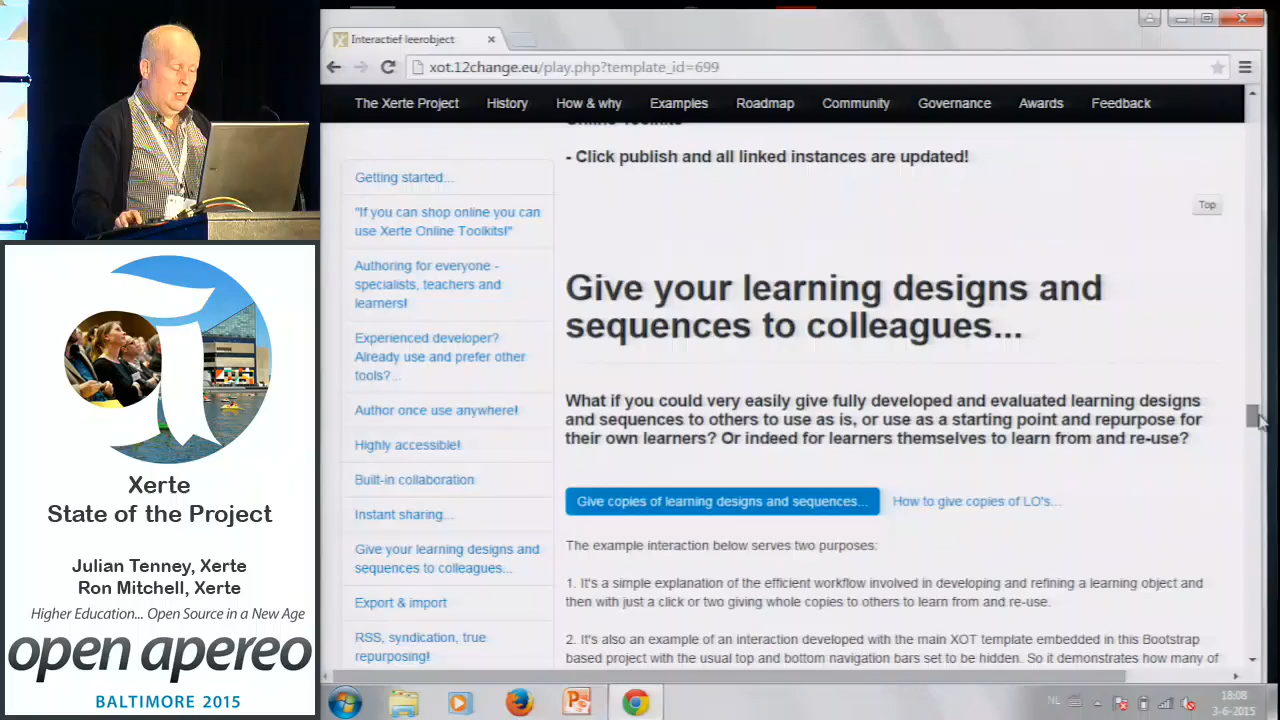 Interactief leerobject
xot.12change.eu/play.php?template_id=699
The Xerte Project History How & why Examples Roadmap Community Governance Awards Feedback
- Click publish and all linked instances are updated!
Top
Getting started...
"If you can shop online you can
use Xerte Online Toolkits!"
Authoring for everyone -
specialists, teachers and
learners!
Experienced developer?
Already use and prefer other
tools?...
Author once use anywhere!
Highly accessible!
Built-in collaboration
Instant sharing...
Give your learning designs and
sequences to colleagues...
Export & import
RSS, syndication, true
repurposing!
Give your learning designs and
sequences to colleagues...
What if you could very easily give fully developed and evaluated learning designs
and sequences to others to use as is, or use as a starting point and repurpose for
their own learners? Or indeed for learners themselves to learn from and re-use?
Give copies of learning designs and sequences... How to give copies of LO's...
The example interaction below serves two purposes:
1. It's a simple explanation of the efficient workflow involved in developing and refining a learning object and
then with just a click or two giving whole copies to others to learn from and re-use.
2. It's also an example of an interaction developed with the main XOT template embedded in this Bootstrap
based project with the usual top and bottom navigation bars set to be hidden. So it demonstrates how many of
NL
18:08
3-6-2015
Xerte
State of the Project
Julian Tenney, Xerte
Ron Mitchell, Xerte
Higher Education... Open Source in a New Age
open apereo
BALTIMORE 2015